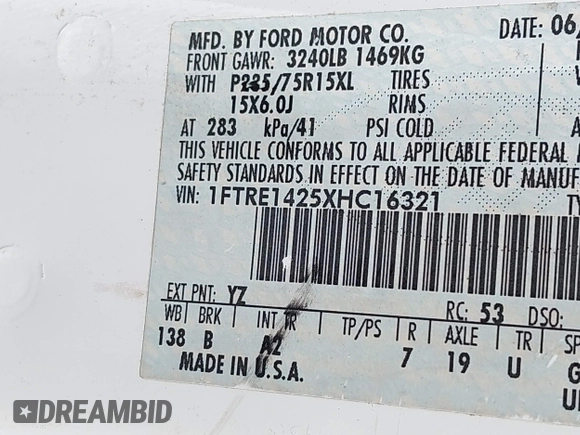 MFD. BY FORD MOTOR CO.
DATE: 06/
FRONT GAWR: 3240LB 1469KG
WITH P235/75R15XL TIRES
15X6.0J RIMS
AT 283 kPa/41 PSI COLD
THIS VEHICLE CONFORMS TO ALL APPLICABLE FEDERAL
SAFETY STANDARDS IN EFFECT ON THE DATE OF MANUF
VIN: 1FTRE1425XHC16321
EXT PNT: YZ RC: 53 DSO:
WB BRK INT TR TP/PS R AXLE TR SP
138 B A2 7 19 U G
MADE IN U.S.A.
DREAMBID